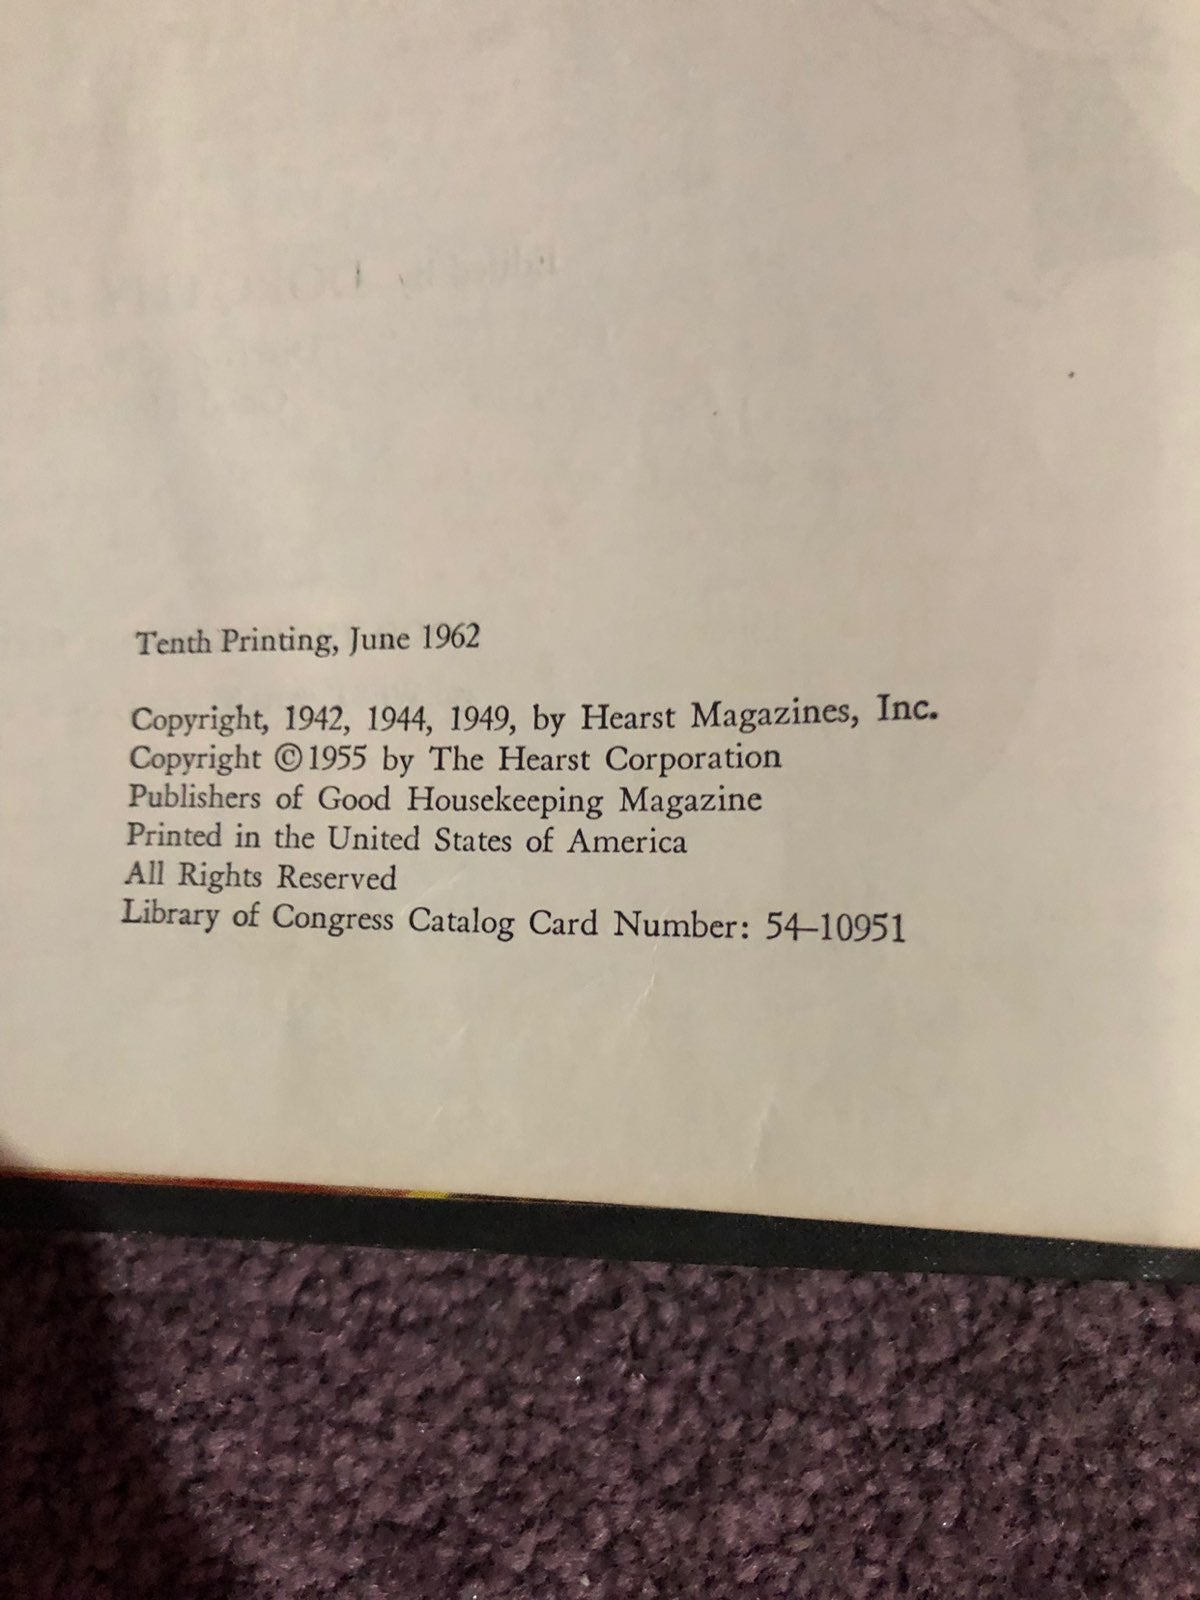 Tenth Printing, June 1962
Copyright, 1942, 1944, 1949, by Hearst Magazines, Inc.
Copyright ©1955 by The Hearst Corporation
Publishers of Good Housekeeping Magazine
Printed in the United States of America
All Rights Reserved
Library of Congress Catalog Card Number: 54–10951